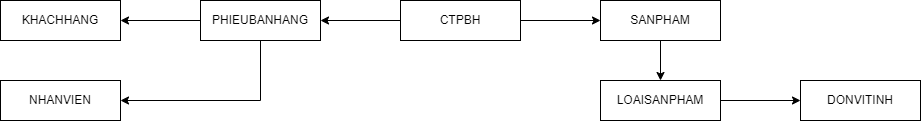 KHACHHANG
PHIEUBANHANG
CTPBH
SANPHAM
NHANVIEN
LOAISANPHAM
DONVITINH